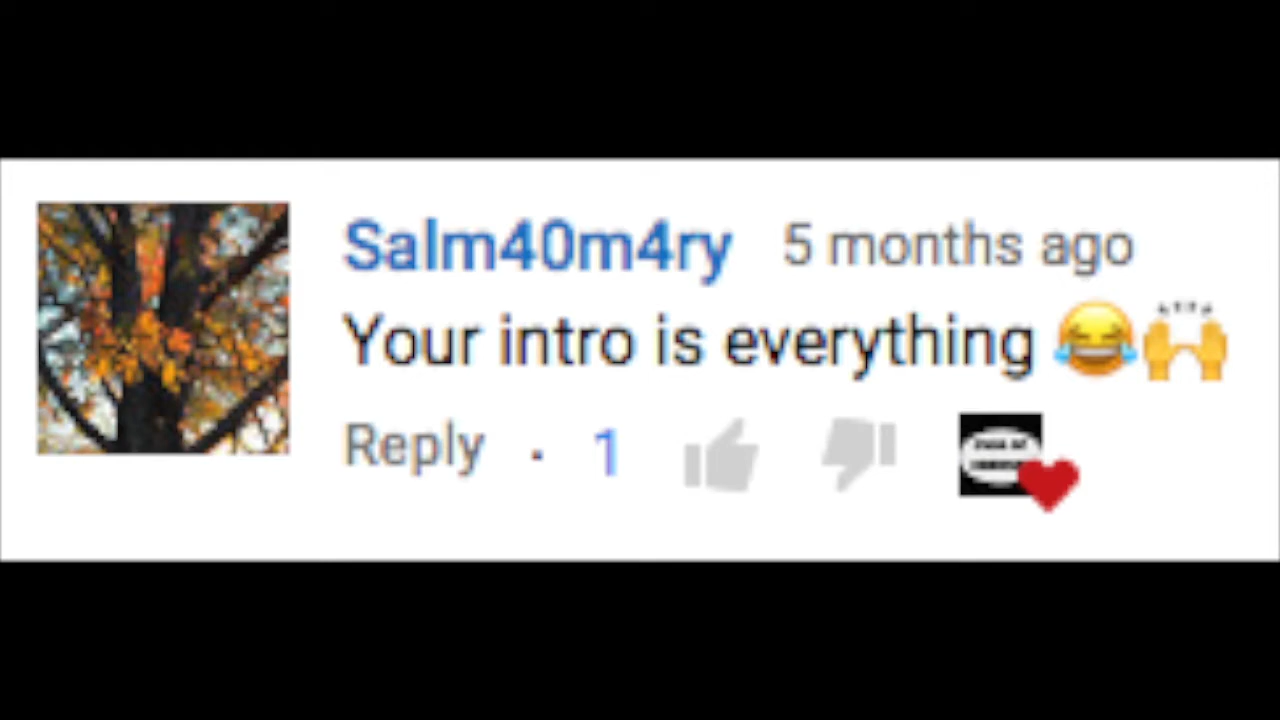 Salm40m4ry 5 months ago
Your intro is everything 😂🙌
Reply · 1